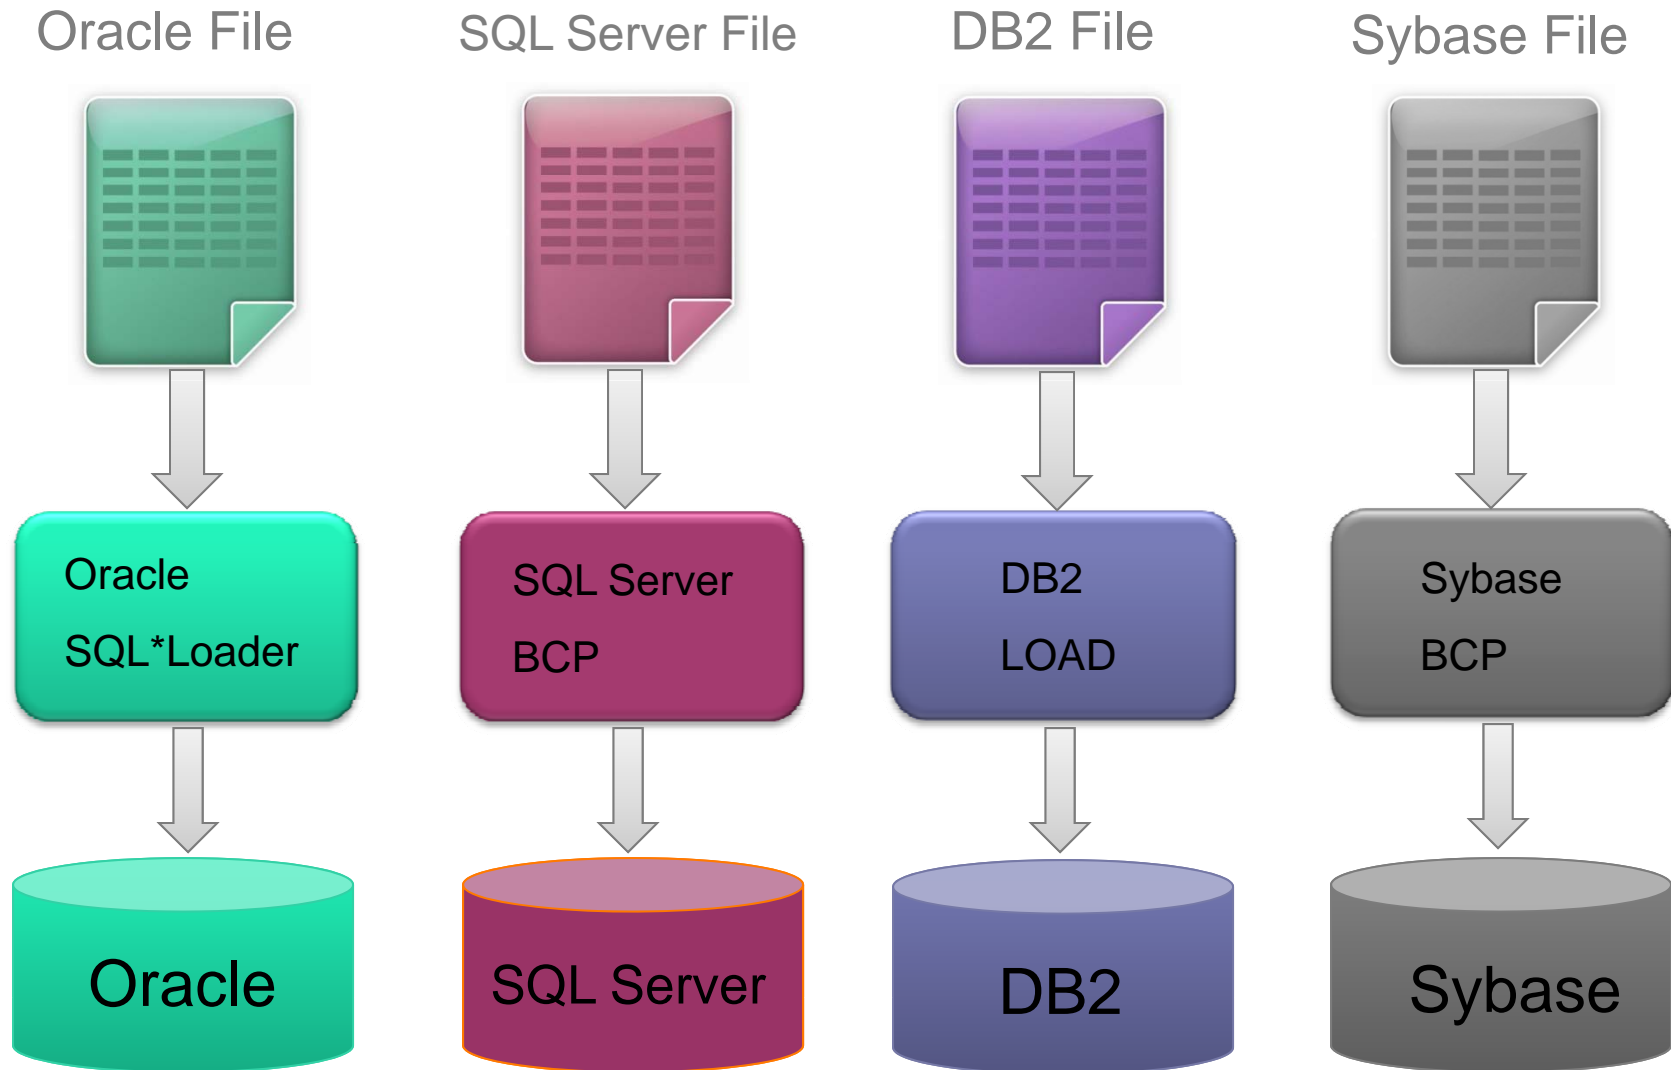 Oracle File
SQL Server File
DB2 File
Sybase File
Oracle
SQL*Loader
SQL Server
BCP
DB2
LOAD
Sybase
BCP
Oracle
SQL Server
DB2
Sybase